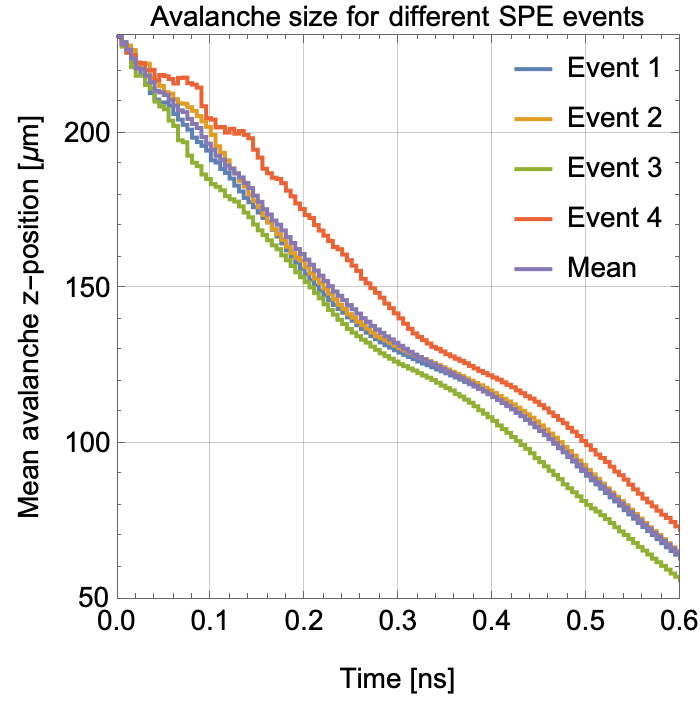 Avalanche size for different SPE events
Mean avalanche z−position [μm]
200
150
100
50
0.0 0.1 0.2 0.3 0.4 0.5 0.6
Time [ns]
Event 1
Event 2
Event 3
Event 4
Mean